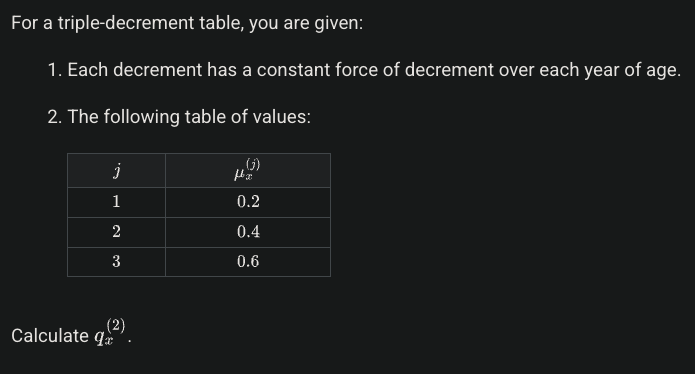 For a triple-decrement table, you are given:
1. Each decrement has a constant force of decrement over each year of age.
2. The following table of values:
j μₓ⁽ʲ⁾
1 0.2
2 0.4
3 0.6
Calculate qₓ⁽²⁾.